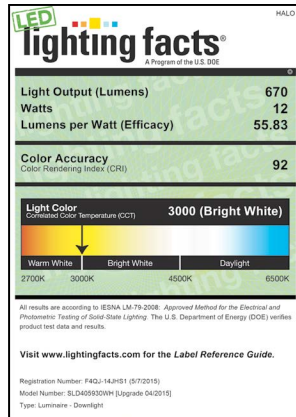 HALO
LED
lighting facts®
A Program of the U.S. DOE
Light Output (Lumens) 670
Watts 12
Lumens per Watt (Efficacy) 55.83
Color Accuracy
Color Rendering Index (CRI) 92
Light Color
Correlated Color Temperature (CCT) 3000 (Bright White)
Warm White Bright White Daylight
2700K 3000K 4500K 6500K
All results are according to IESNA LM-79-2008: Approved Method for the Electrical and
Photometric Testing of Solid-State Lighting. The U.S. Department of Energy (DOE) verifies
product test data and results.
Visit www.lightingfacts.com for the Label Reference Guide.
Registration Number: F4QJ-14JHS1 (5/7/2015)
Model Number: SLD405930WH [Upgrade 04/2015]
Type: Luminaire - Downlight